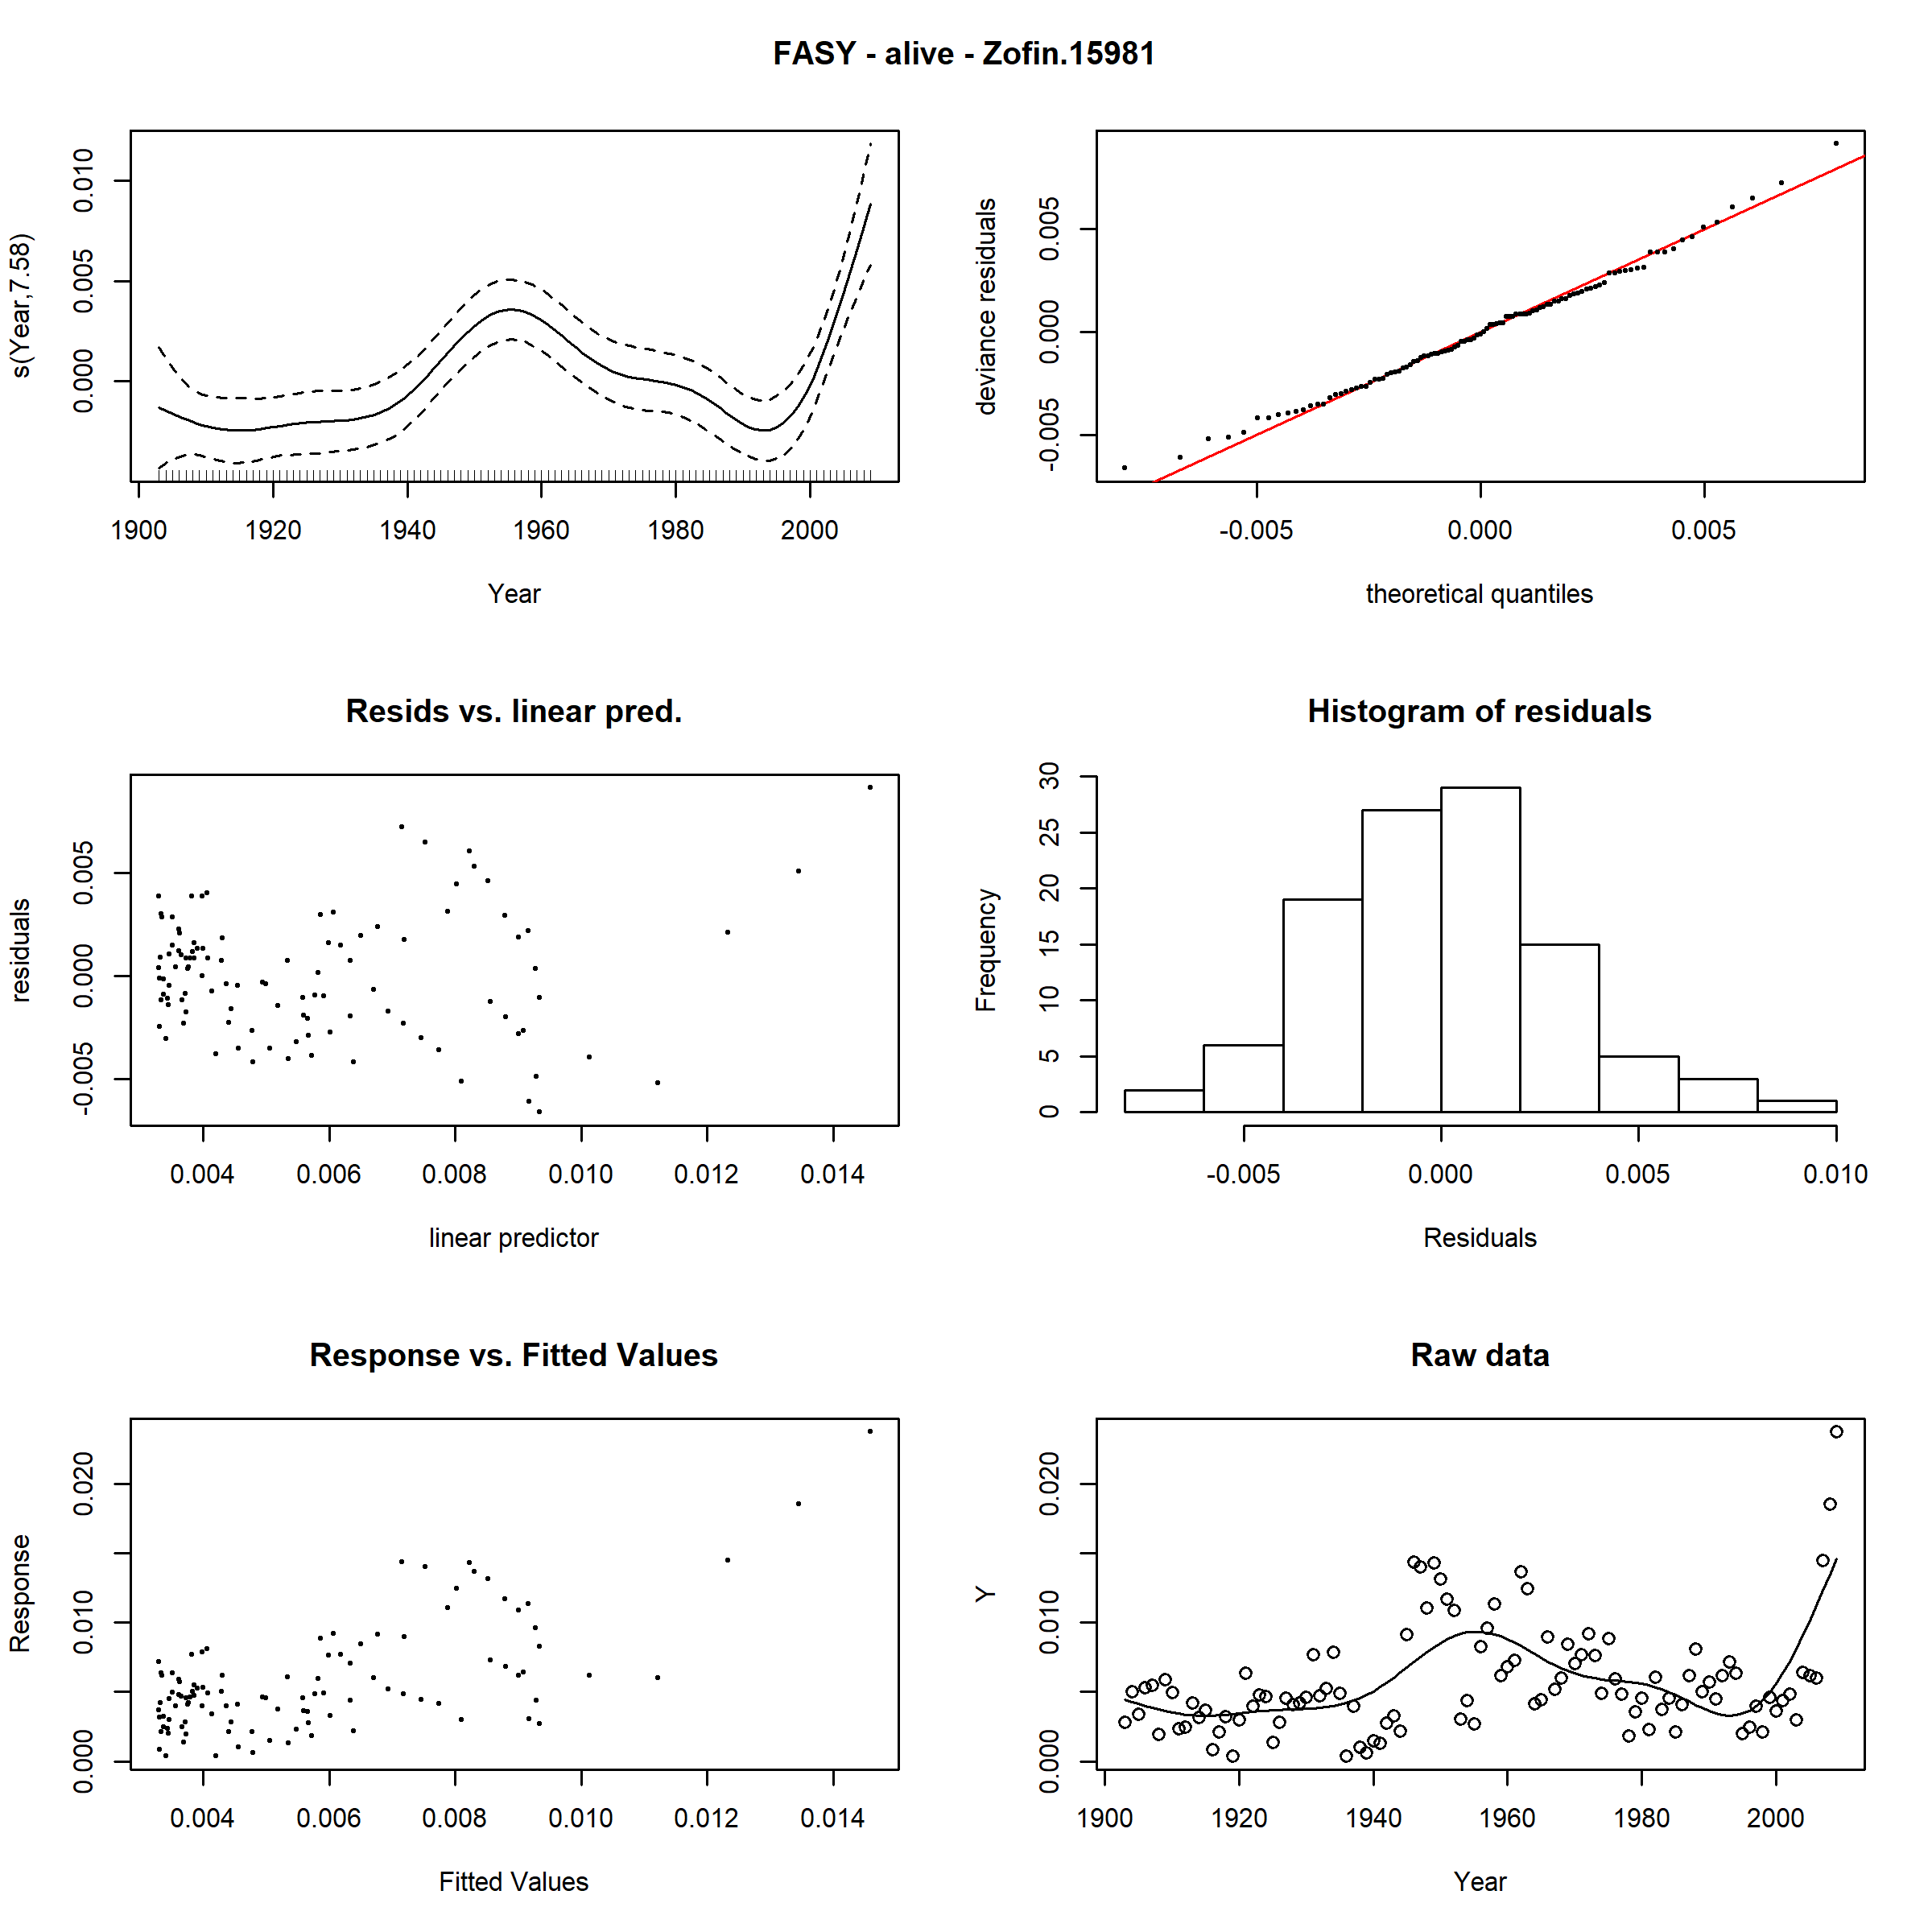 FASY - alive - Zofin.15981
s(Year,7.58)
0.000 0.005 0.010
1900 1920 1940 1960 1980 2000
Year
deviance residuals
-0.005 0.000 0.005
-0.005 0.000 0.005
theoretical quantiles
Resids vs. linear pred.
residuals
-0.005 0.000 0.005
0.004 0.006 0.008 0.010 0.012 0.014
linear predictor
Histogram of residuals
Frequency
0 5 10 15 20 25 30
-0.005 0.000 0.005 0.010
Residuals
Response vs. Fitted Values
Response
0.000 0.010 0.020
0.004 0.006 0.008 0.010 0.012 0.014
Fitted Values
Raw data
Y
0.000 0.010 0.020
1900 1920 1940 1960 1980 2000
Year